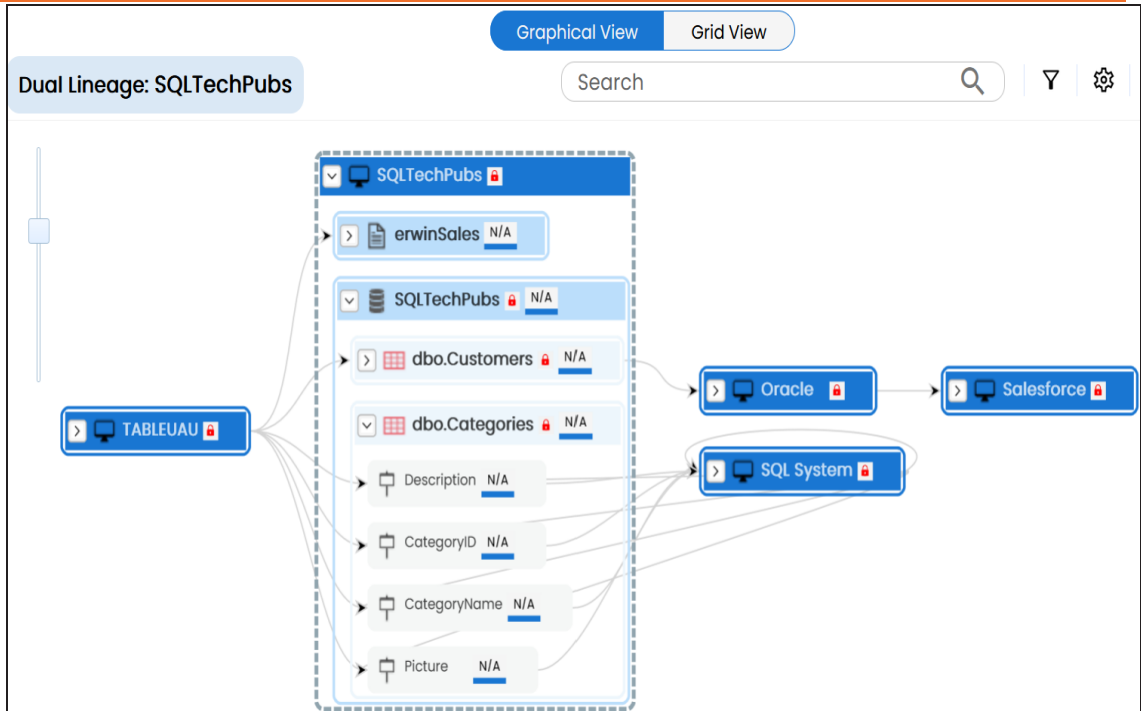 Graphical View Grid View
Dual Lineage: SQLTechPubs
Search
SQLTechPubs
erwinSales N/A
SQLTechPubs N/A
dbo.Customers N/A
Oracle
Salesforce
TABLEUAU
dbo.Categories N/A
SQL System
Description N/A
CategoryID N/A
CategoryName N/A
Picture N/A